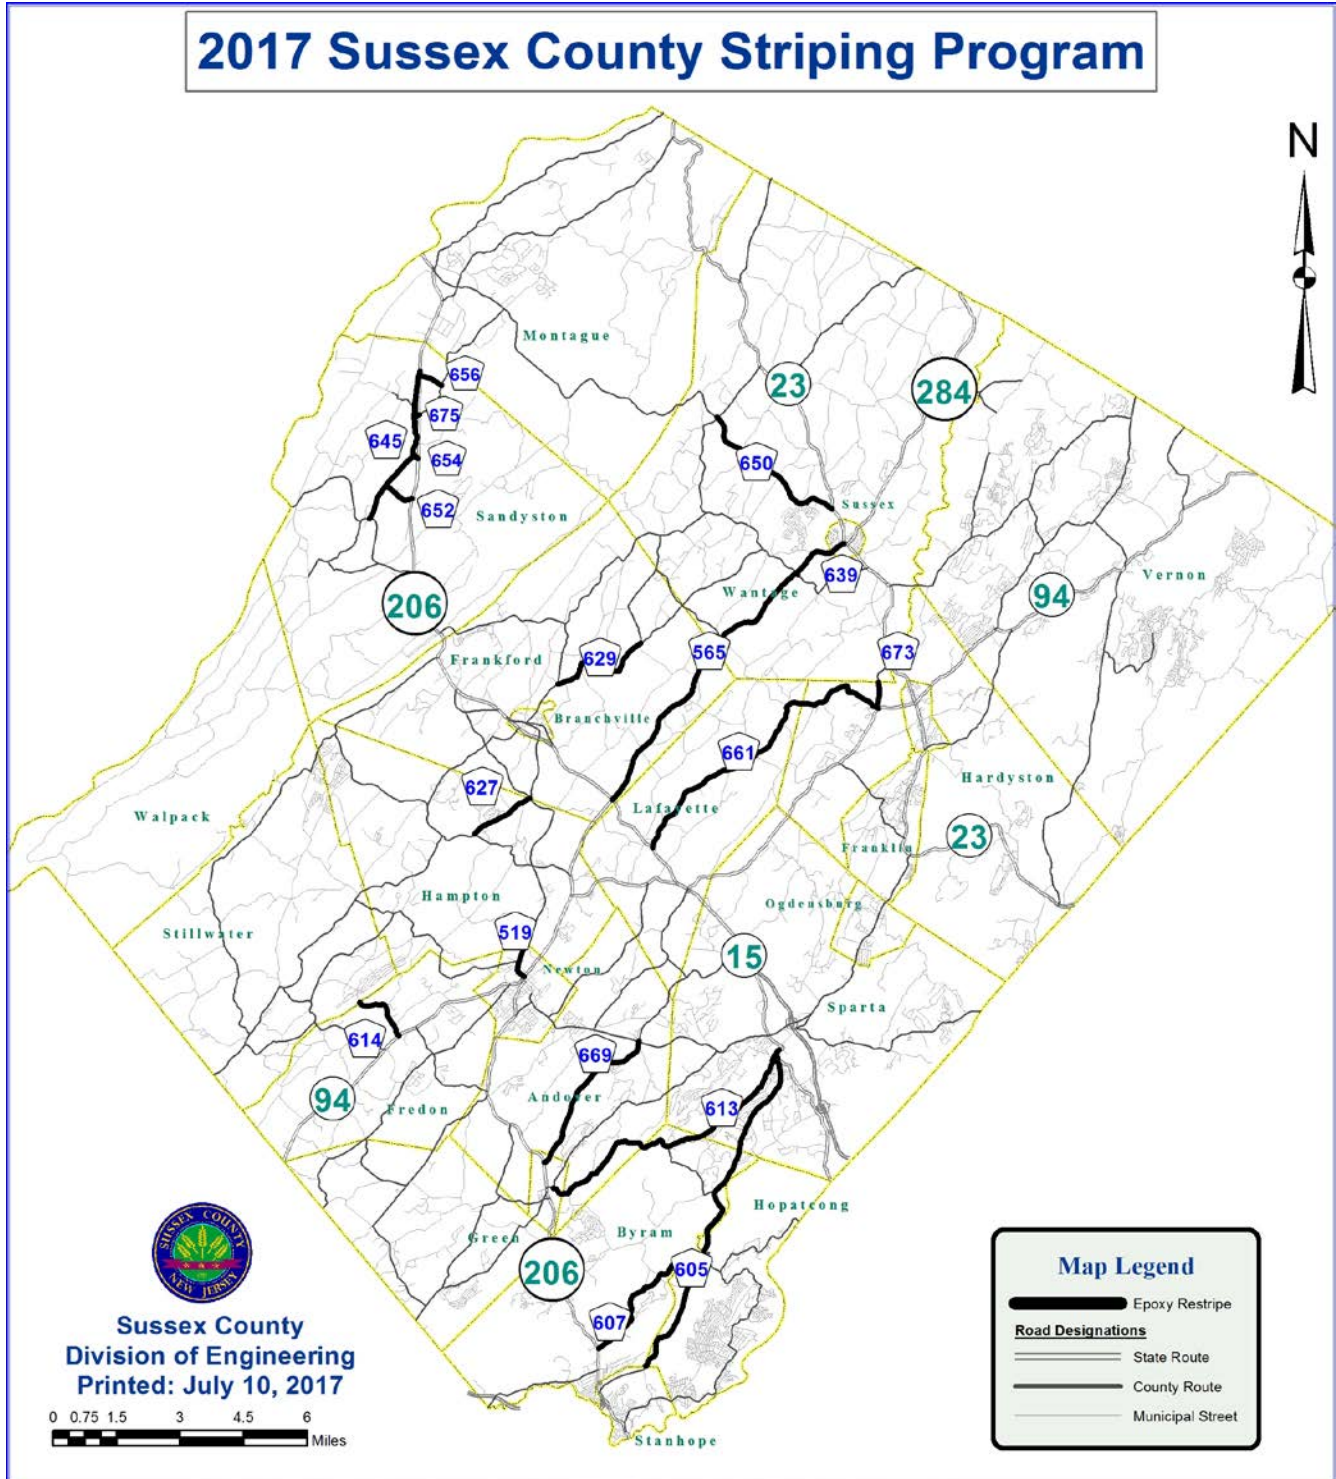 2017 Sussex County Striping Program
N
Montague
656
23
284
675
645
654
650
652
Sussex
Sandyston
639
Vernon
94
Wantage
206
Frankford
629
565
673
Branchville
661
627
Hardyston
Lafayette
Walpack
23
Franklin
Hampton
Ogdensburg
519
Stillwater
15
Newton
Sparta
614
669
94
Andover
613
Fredon
Hopatcong
Byram
Green
206
605
607
Stanhope
SUSSEX COUNTY
NEW JERSEY
Sussex County
Division of Engineering
Printed: July 10, 2017
0 0.75 1.5 3 4.5 6
Miles
Map Legend
Epoxy Restripe
Road Designations
State Route
County Route
Municipal Street